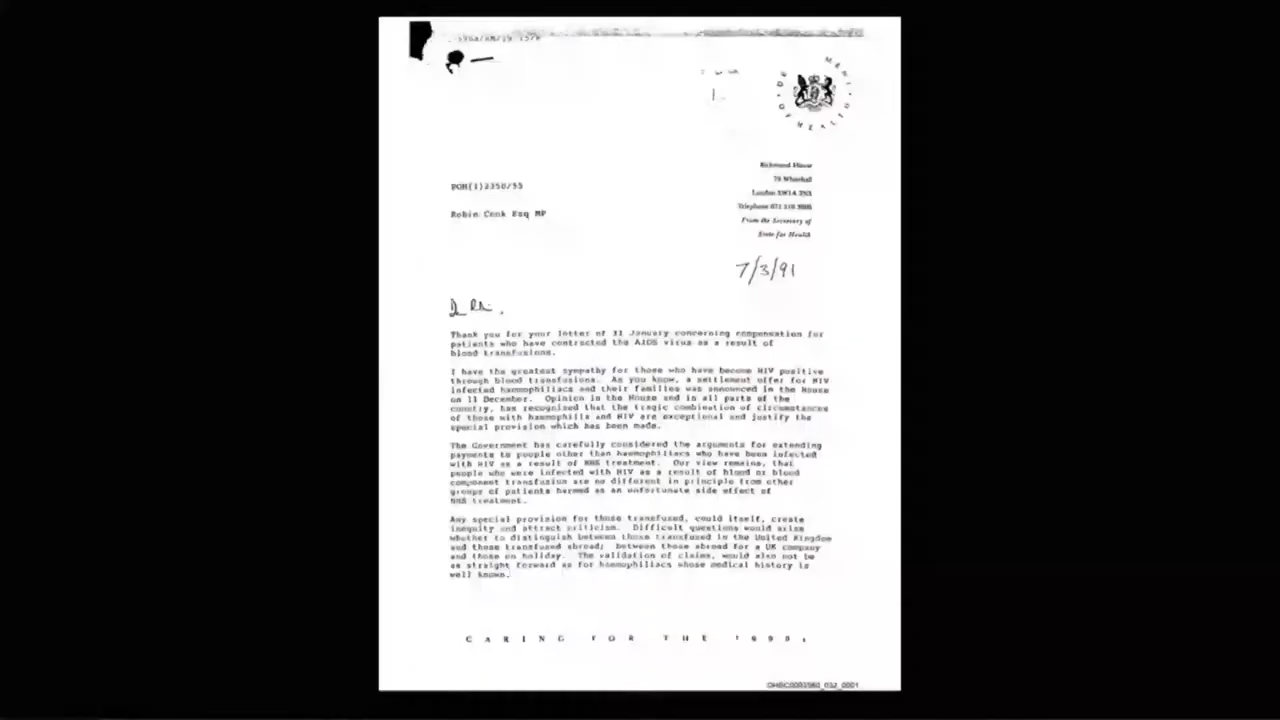 DEPARTMENT OF HEALTH
Richmond House
79 Whitehall
London SW1A 2NS
Telephone 071 210 3000
From the Secretary of
State for Health
POH(1)2350/55
Robin Cook Esq MP
7/3/91
Thank you for your letter of 31 January concerning compensation for
patients who have contracted the AIDS virus as a result of
blood transfusions.
I have the greatest sympathy for those who have become HIV positive
through blood transfusions. As you know, a settlement offer for HIV
infected haemophiliacs and their families was announced in the House
on 11 December. Opinion in the House and in all parts of the
country, has recognised that the tragic combination of circumstances
of those with haemophilia and HIV are exceptional and justify the
special provision which has been made.
The Government has carefully considered the arguments for extending
payments to people other than haemophiliacs who have been infected
with HIV as a result of NHS treatment. Our view remains, that
people who were infected with HIV as a result of blood or blood
component transfusion are no different in principle from other
groups of patients harmed as an unfortunate side effect of
NHS treatment.
Any special provision for those transfused, could itself, create
inequity and attract criticism. Difficult questions would arise
whether to distinguish between those transfused in the United Kingdom
and those transfused abroad; between those abroad for a UK company
and those on holiday. The validation of claims, would also not be
as straight forward as for haemophiliacs whose medical history is
well known.
CARING FOR THE 1990s